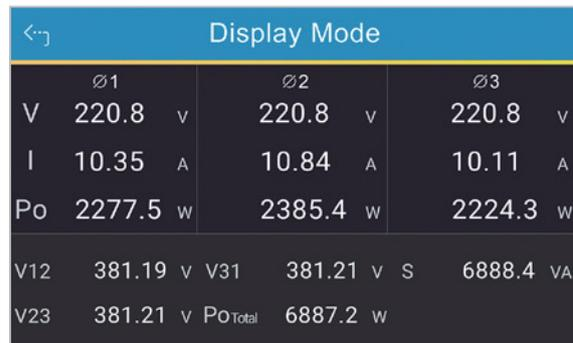 Display Mode
Ø1 Ø2 Ø3
V 220.8 V 220.8 V 220.8 V
I 10.35 A 10.84 A 10.11 A
Po 2277.5 W 2385.4 W 2224.3 W
V12 381.19 V V31 381.21 V S 6888.4 VA
V23 381.21 V PoTotal 6887.2 W